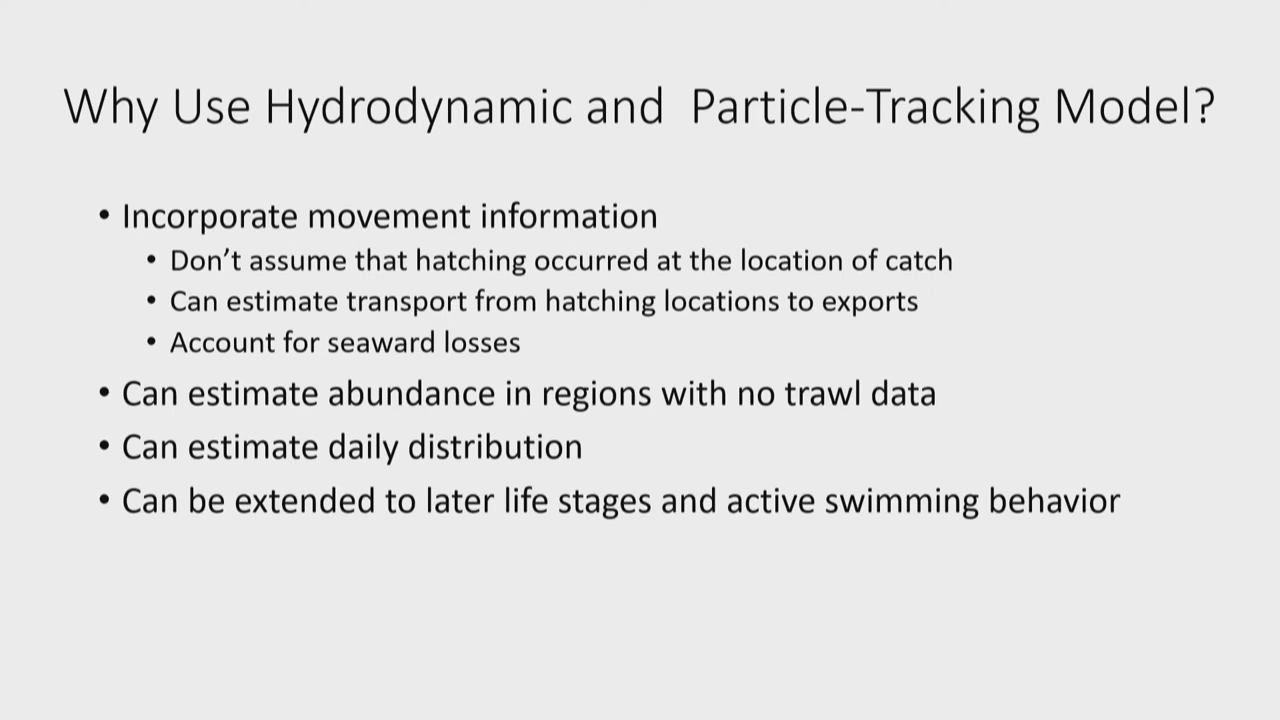 Why Use Hydrodynamic and Particle-Tracking Model?
• Incorporate movement information
• Don’t assume that hatching occurred at the location of catch
• Can estimate transport from hatching locations to exports
• Account for seaward losses
• Can estimate abundance in regions with no trawl data
• Can estimate daily distribution
• Can be extended to later life stages and active swimming behavior